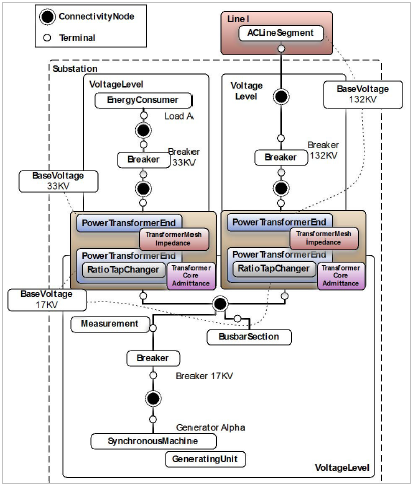 ConnectivityNode
Terminal
Line I
ACLineSegment
Substation
VoltageLevel
EnergyConsumer
Load A
Breaker
33KV
Breaker
BaseVoltage
33KV
Voltage
Level
BaseVoltage
132KV
Breaker
132KV
Breaker
PowerTransformerEnd
TransformerMesh
Impedance
PowerTransformerEnd
RatioTapChanger
Transformer
Core
Admittance
PowerTransformerEnd
TransformerMesh
Impedance
PowerTransformerEnd
RatioTapChanger
Transformer
Core
Admittance
BaseVoltage
17KV
Measurement
BusbarSection
Breaker
Breaker 17KV
Generator Alpha
SynchronousMachine
GeneratingUnit
VoltageLevel